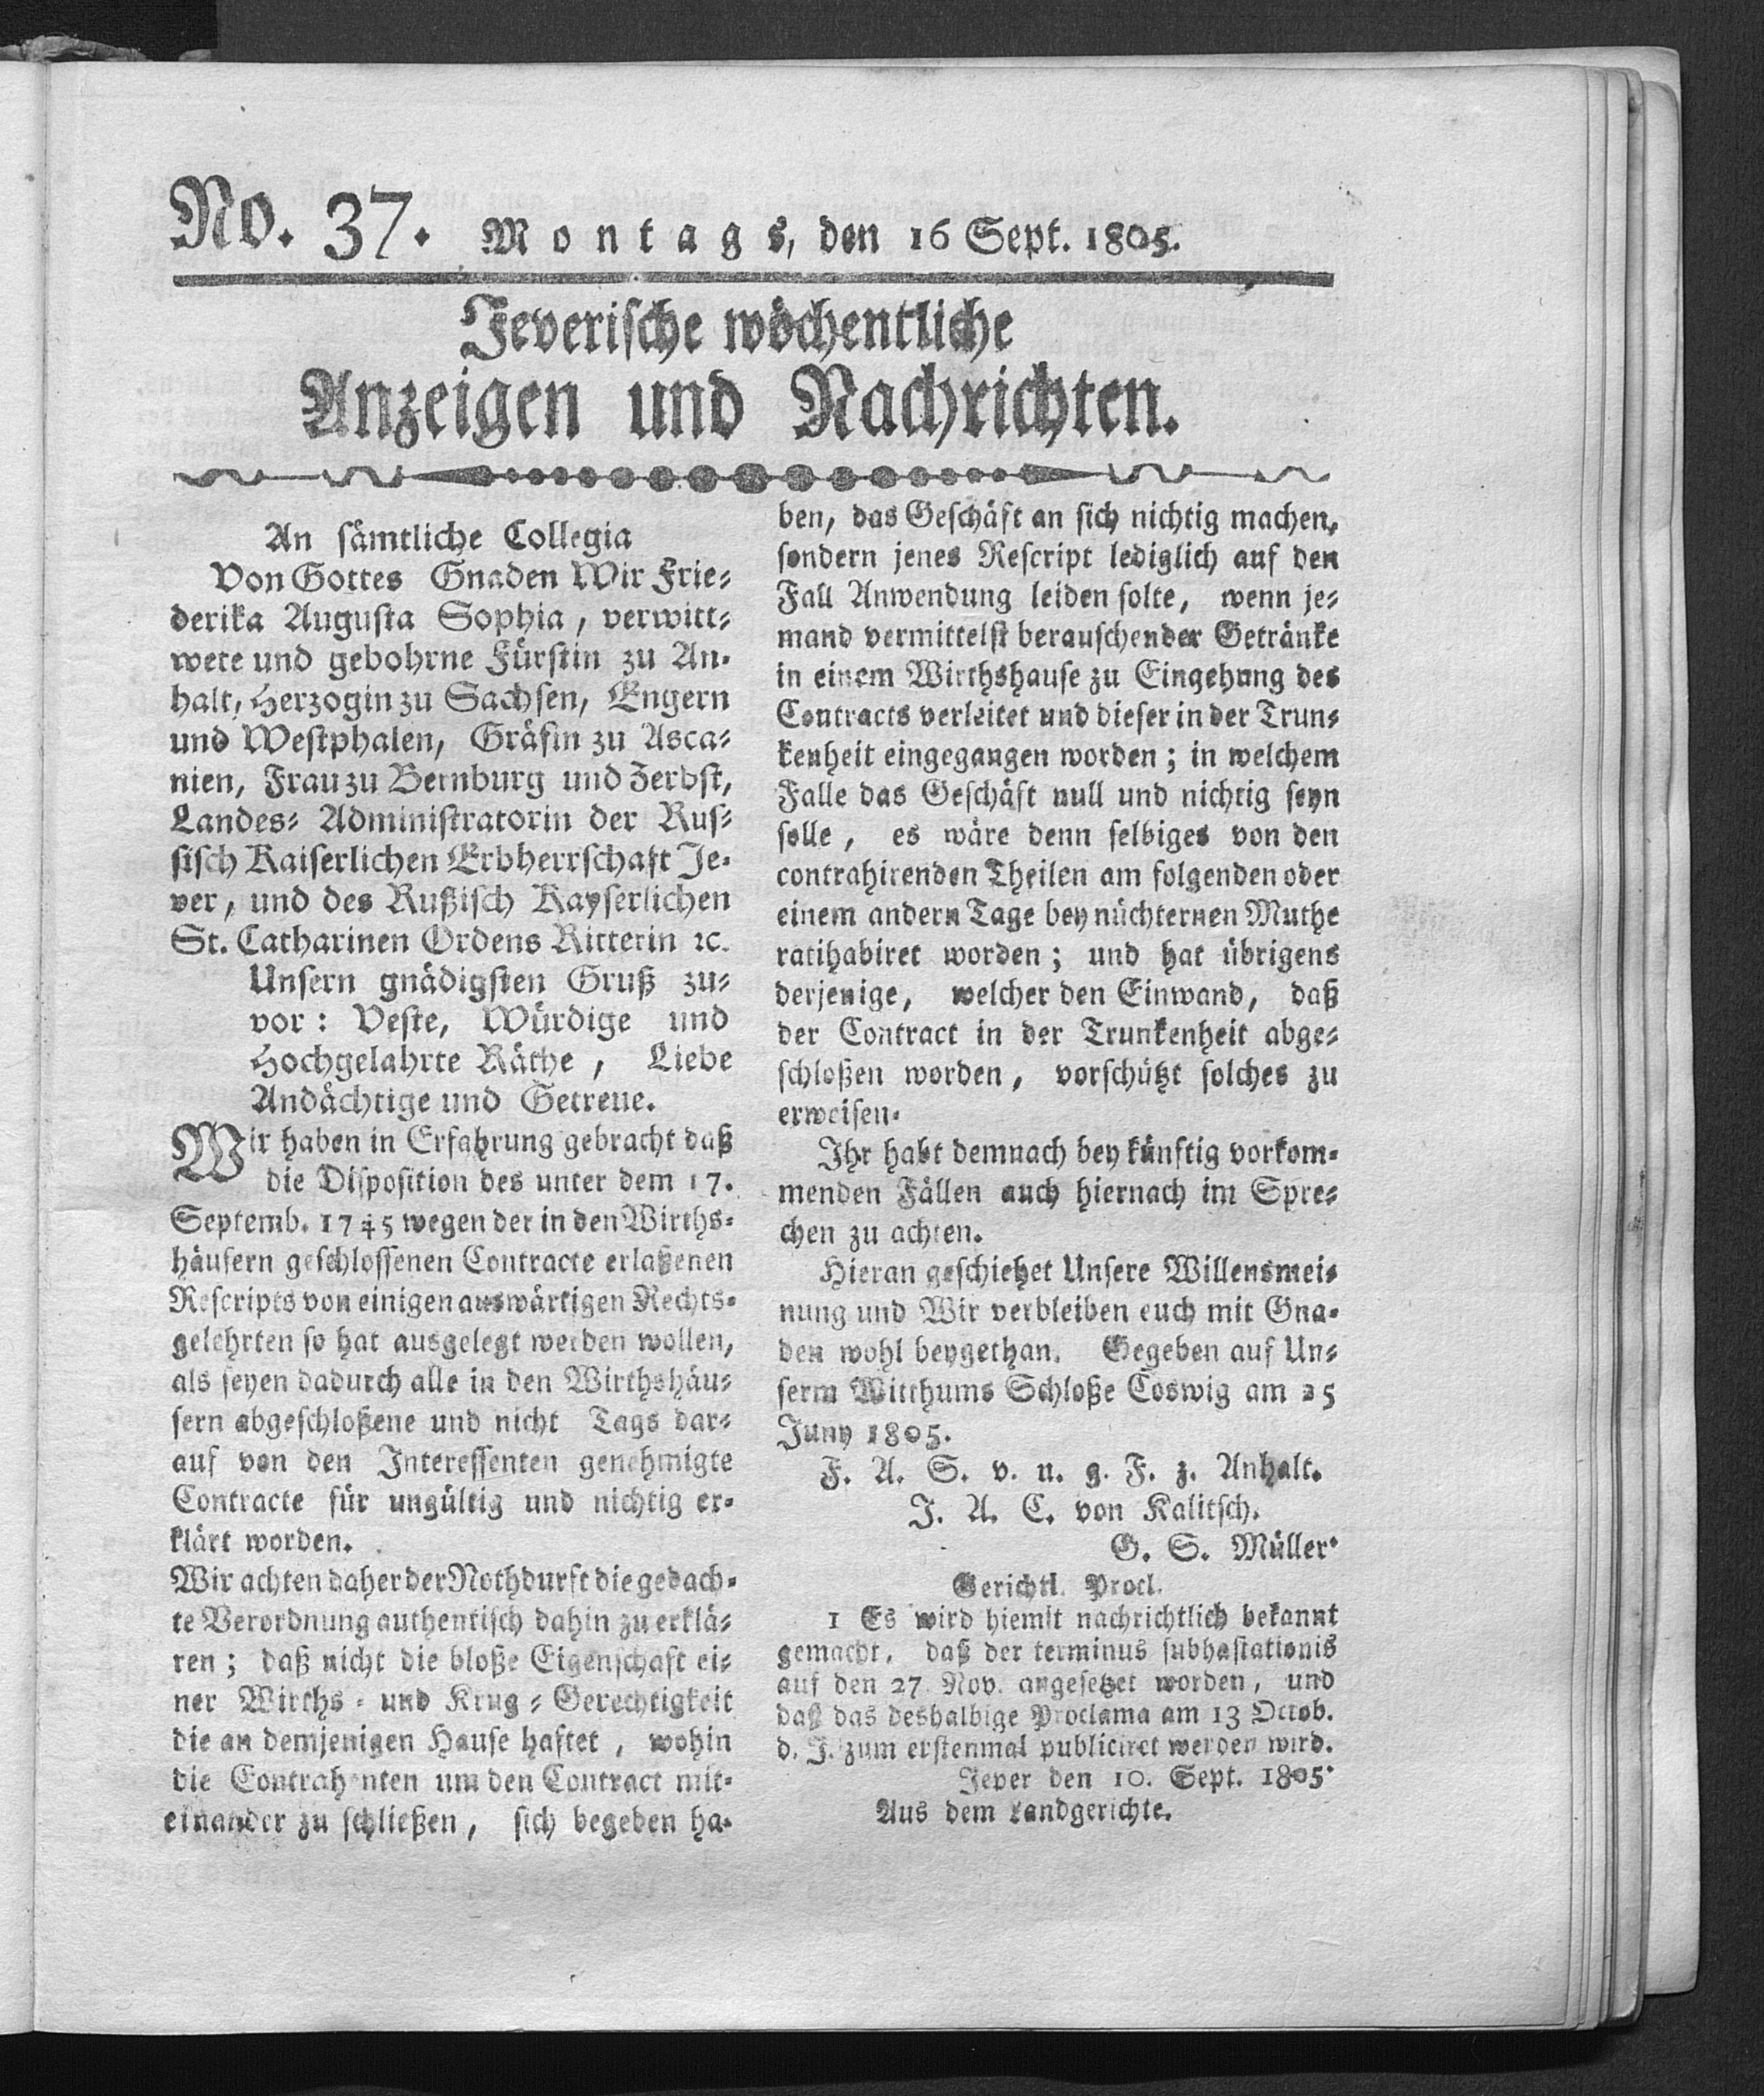 No. 37. Montags, den 16 Sept. 1805.
Jeverische wöchentliche
Anzeigen und Nachrichten.
An sämtliche Collegia
Von Gottes Gnaden Wir Frie-
derika Augusta Sophia, verwitt-
wete und gebohrne Fürstin zu An-
halt, Herzogin zu Sachsen, Engern
und Westphalen, Gräfin zu Asca-
nien, Frau zu Bernburg und Zerbst,
Landes- Administratorin der Rus-
sisch Kaiserlichen Erbherrschaft Je-
ver, und des Rußisch Kayserlichen
St. Catharinen Ordens Ritterin ꝛc.
Unsern gnädigsten Gruß zu-
vor: Veste, Würdige und
Hochgelahrte Räthe, Liebe
Andächtige und Getreue.
Wir haben in Erfahrung gebracht daß
die Disposition des unter dem 17.
Septemb. 1745 wegen der in den Wirths-
häusern geschlossenen Contracte erlaßenen
Rescripts von einigen auswärtigen Rechts-
gelehrten so hat ausgelegt werden wollen,
als seyen dadurch alle in den Wirthshäu-
sern abgeschloßene und nicht Tags dar-
auf von den Interessenten genehmigte
Contracte für ungültig und nichtig er-
klärt worden.
Wir achten daher der Nothdurft die gedach-
te Verordnung authentisch dahin zu erklä-
ren; daß nicht die bloße Eigenschaft ei-
ner Wirths- und Krug- Gerechtigkeit
die an demjenigen Hause haftet, wohin
die Contrahenten um den Contract mit-
einander zu schließen, sich begeben ha-
ben, das Geschäft an sich nichtig machen,
sondern jenes Rescript lediglich auf den
Fall Anwendung leiden solte, wenn je-
mand vermittelst berauschender Getränke
in einem Wirthshause zu Eingehung des
Contracts verleitet und dieser in der Trun-
kenheit eingegangen worden; in welchem
Falle das Geschäft null und nichtig seyn
solle, es wäre denn selbiges von den
contrahirenden Theilen am folgenden oder
einem andern Tage bey nüchternen Muthe
ratihabiret worden; und hat übrigens
derjenige, welcher den Einwand, daß
der Contract in der Trunkenheit abge-
schloßen worden, vorschützt solches zu
erweisen.
Ihr habt demnach bey künftig vorkom-
menden Fällen auch hiernach im Spre-
chen zu achten.
Hieran geschiehet Unsere Willensmei-
nung und Wir verbleiben euch mit Gna-
den wohl beygethan. Gegeben auf Un-
serm Witthums Schloße Coswig am 25
Juny 1805.
F. A. S. v. u. g. F. z. Anhalt.
J. A. C. von Kalitsch.
G. S. Müller.
Gerichtl. Procl.
1 Es wird hiemit nachrichtlich bekannt
gemacht, daß der terminus subhastationis
auf den 27. Nov. angesetzet worden, und
daß das deshalbige Proclama am 13 Octob.
d. J. zum erstenmal publiciret werden wird.
Jever den 10. Sept. 1805.
Aus dem Landgerichte.